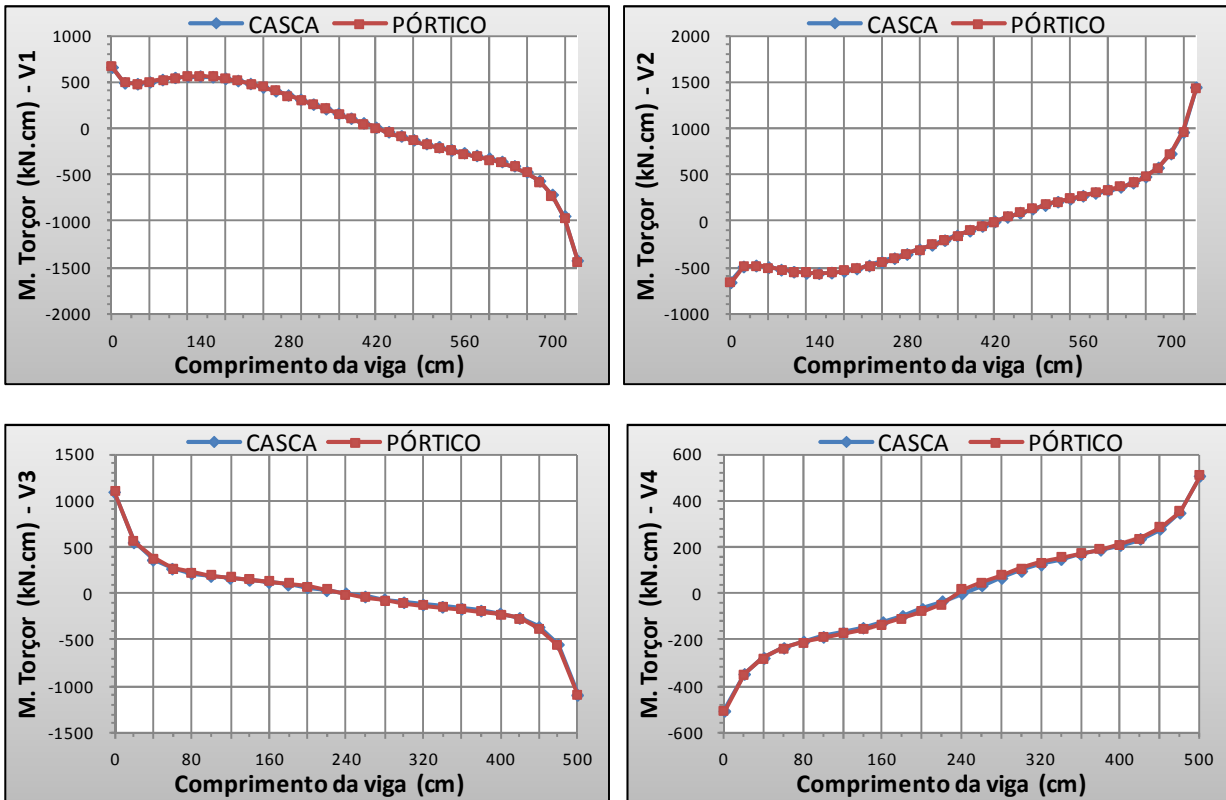 CASCA PÓRTICO
M. Torçor (kN.cm) - V1
1000
500
0
-500
-1000
-1500
-2000
0 140 280 420 560 700
Comprimento da viga (cm)
CASCA PÓRTICO
M. Torçor (kN.cm) - V2
2000
1500
1000
500
0
-500
-1000
0 140 280 420 560 700
Comprimento da viga (cm)
CASCA PÓRTICO
M. Torçor (kN.cm) - V3
1500
1000
500
0
-500
-1000
-1500
0 80 160 240 320 400 500
Comprimento da viga (cm)
CASCA PÓRTICO
M. Torçor (kN.cm) - V4
600
400
200
0
-200
-400
-600
0 80 160 240 320 400 500
Comprimento da viga (cm)